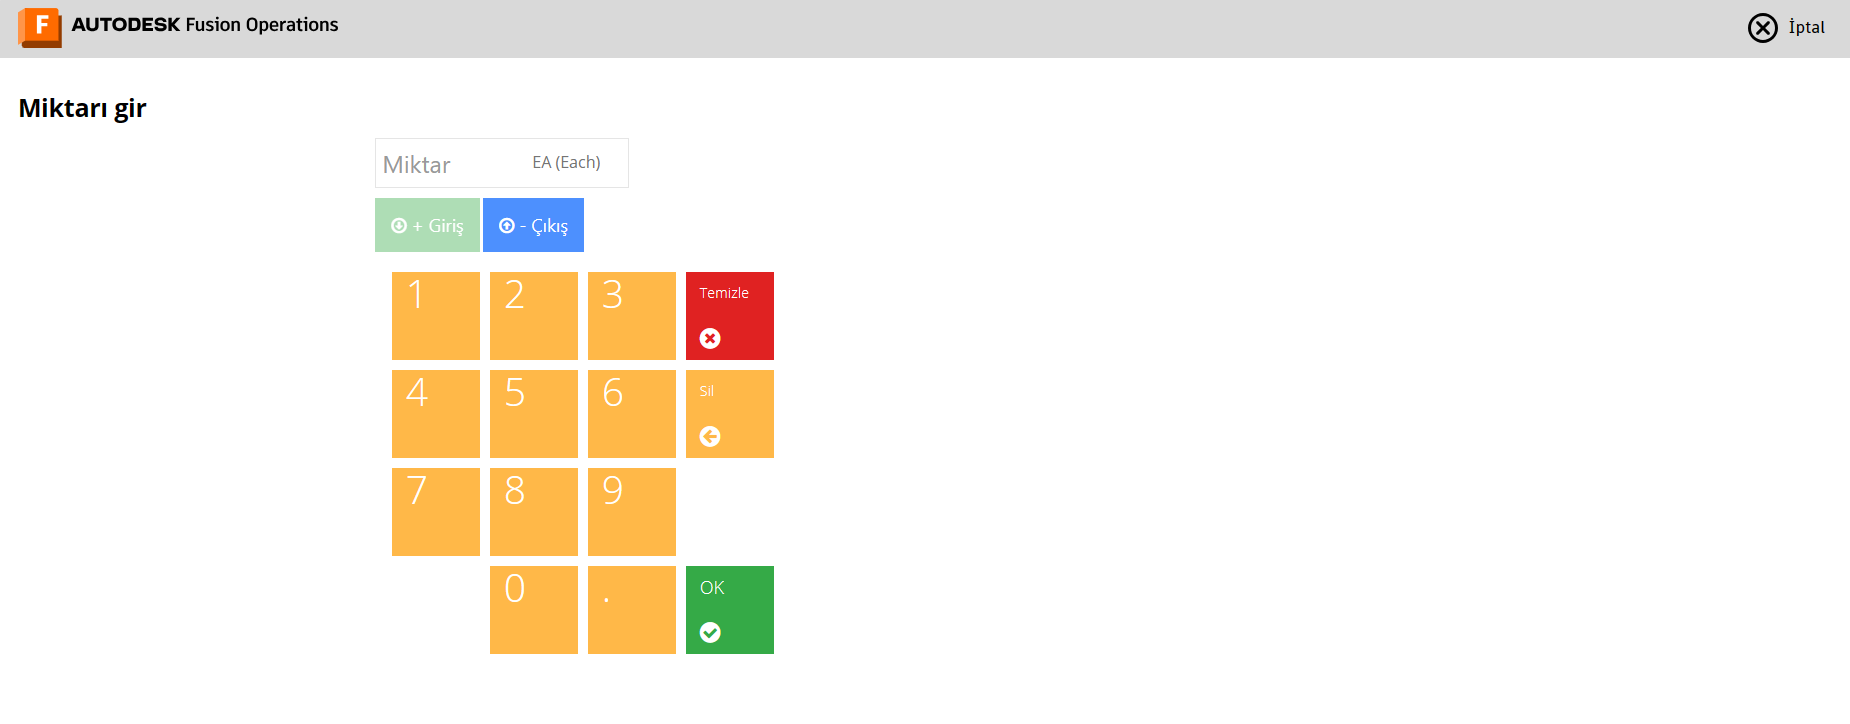 F AUTODESK Fusion Operations
İptal
Miktarı gir
Miktar EA (Each)
+ Giriş - Çıkış
1 2 3 Temizle
4 5 6 Sil
7 8 9
0 . OK